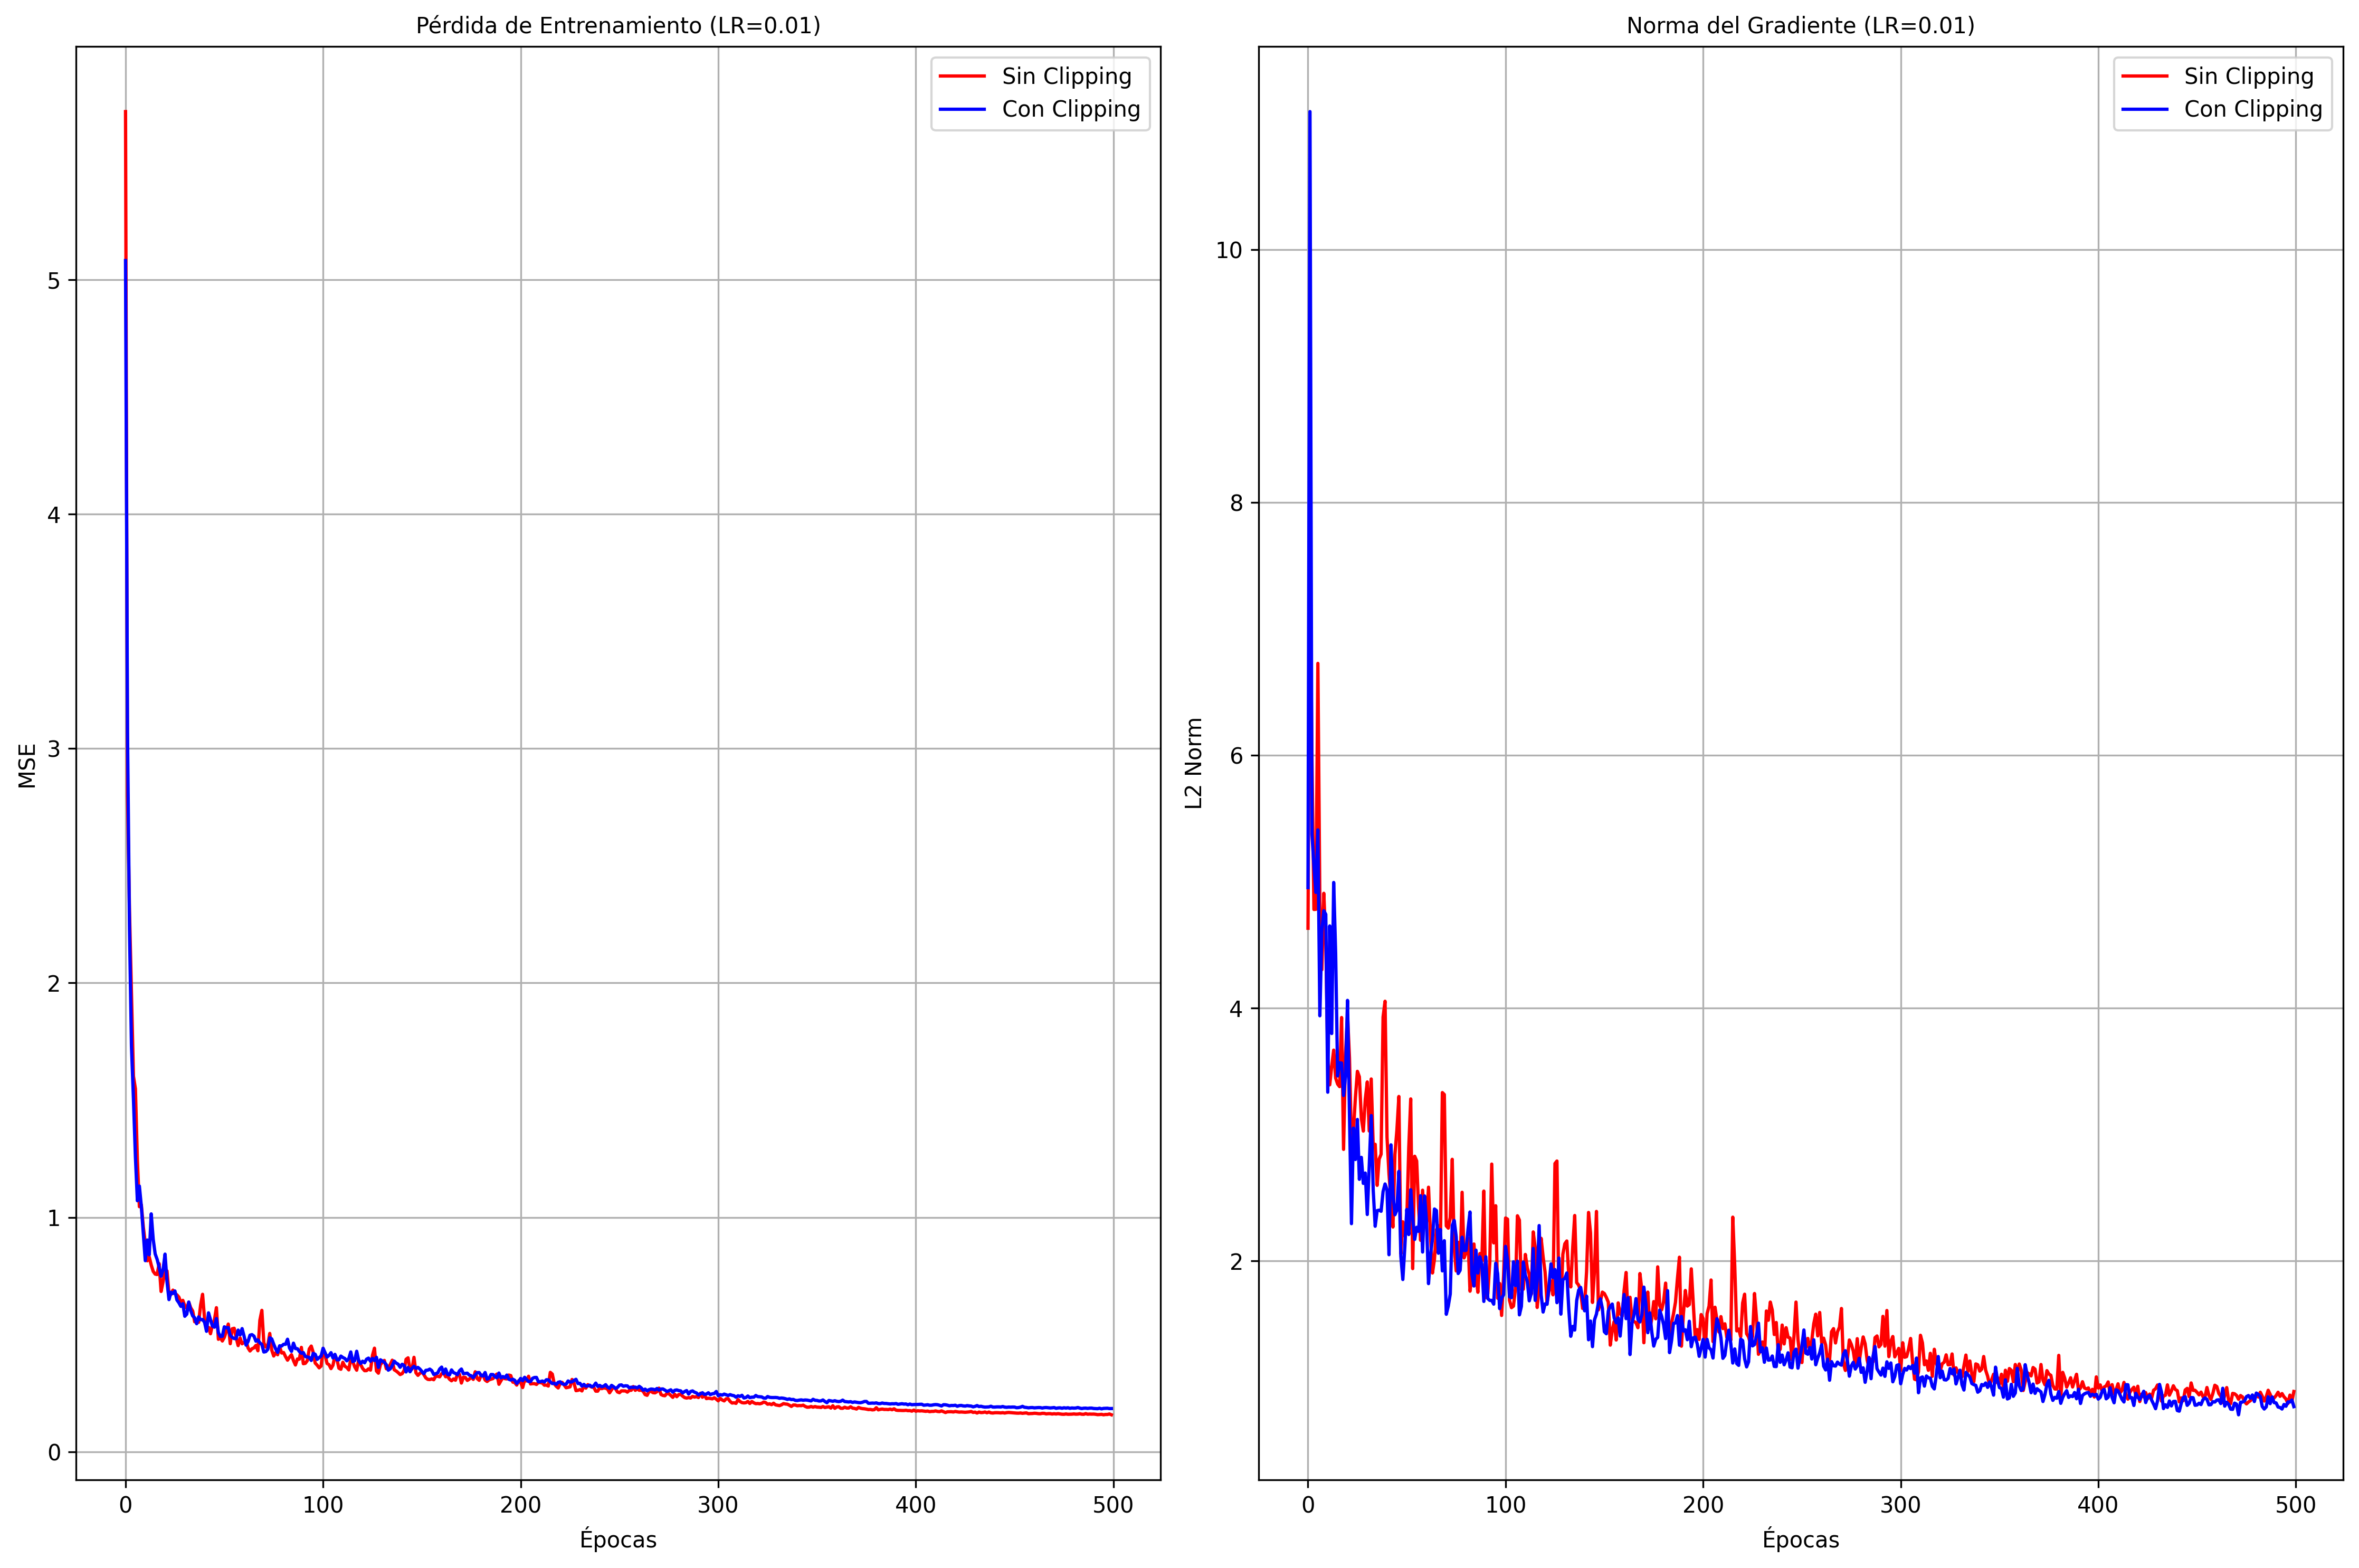 Pérdida de Entrenamiento (LR=0.01)
Sin Clipping
Con Clipping
MSE
5
4
3
2
1
0
0 100 200 300 400 500
Épocas
Norma del Gradiente (LR=0.01)
Sin Clipping
Con Clipping
L2 Norm
10
8
6
4
2
0 100 200 300 400 500
Épocas